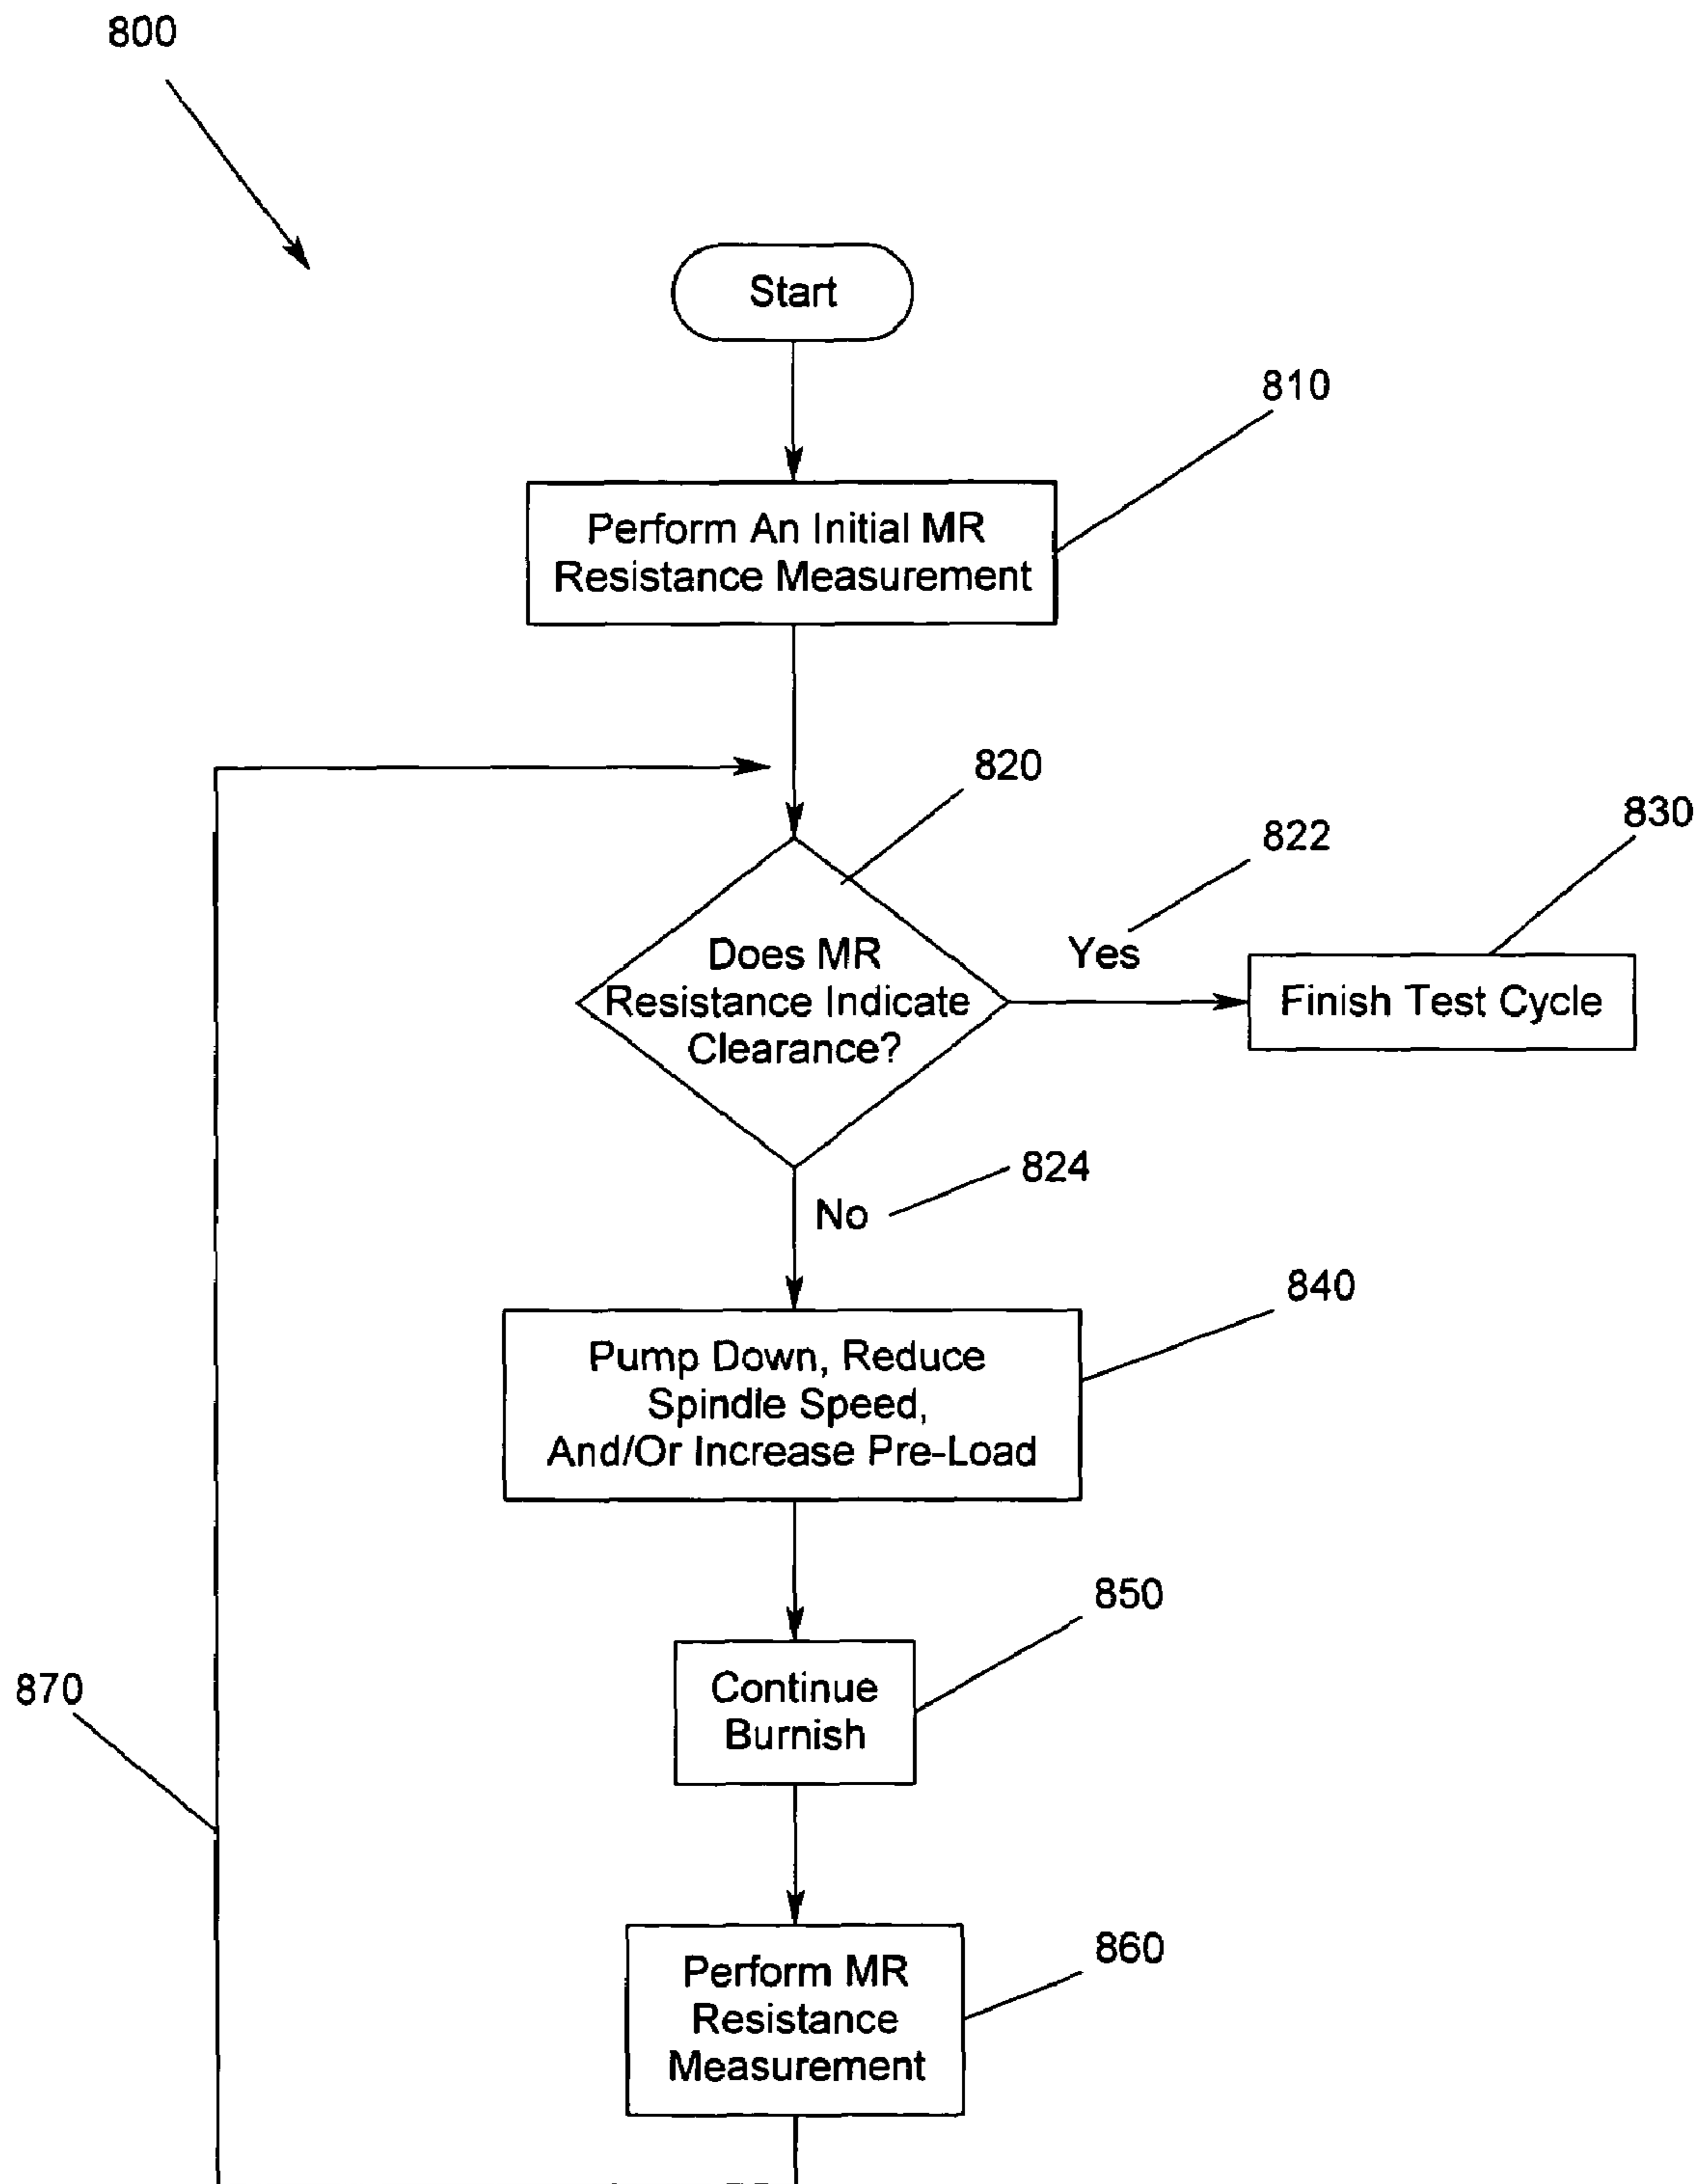 800
Start
810
Perform An Initial MR
Resistance Measurement
820
822
830
Does MR
Resistance Indicate
Clearance?
Yes
Finish Test Cycle
824
No
840
Pump Down, Reduce
Spindle Speed,
And/Or Increase Pre-Load
850
Continue
Burnish
870
860
Perform MR
Resistance
Measurement